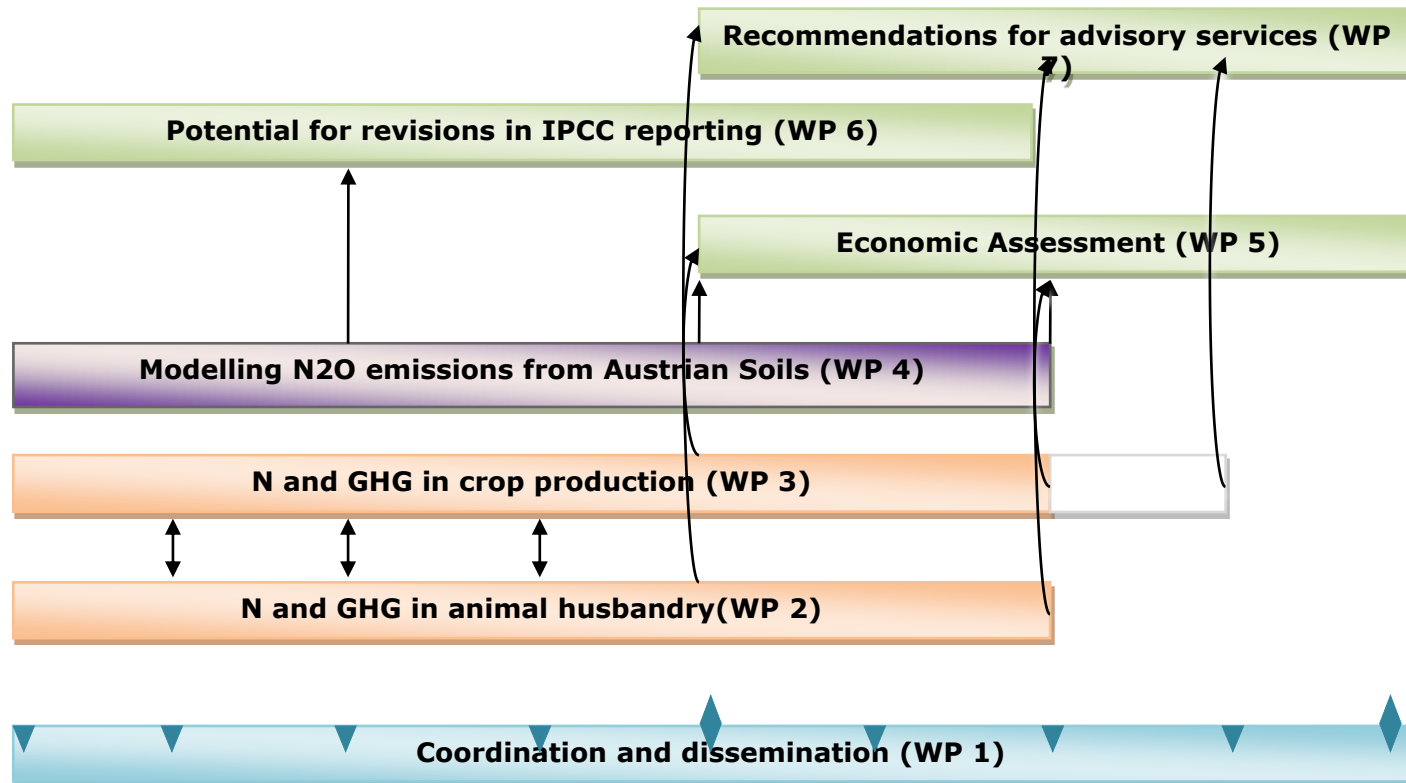 Recommendations for advisory services (WP
7)
Potential for revisions in IPCC reporting (WP 6)
Economic Assessment (WP 5)
Modelling N2O emissions from Austrian Soils (WP 4)
N and GHG in crop production (WP 3)
N and GHG in animal husbandry(WP 2)
Coordination and dissemination (WP 1)